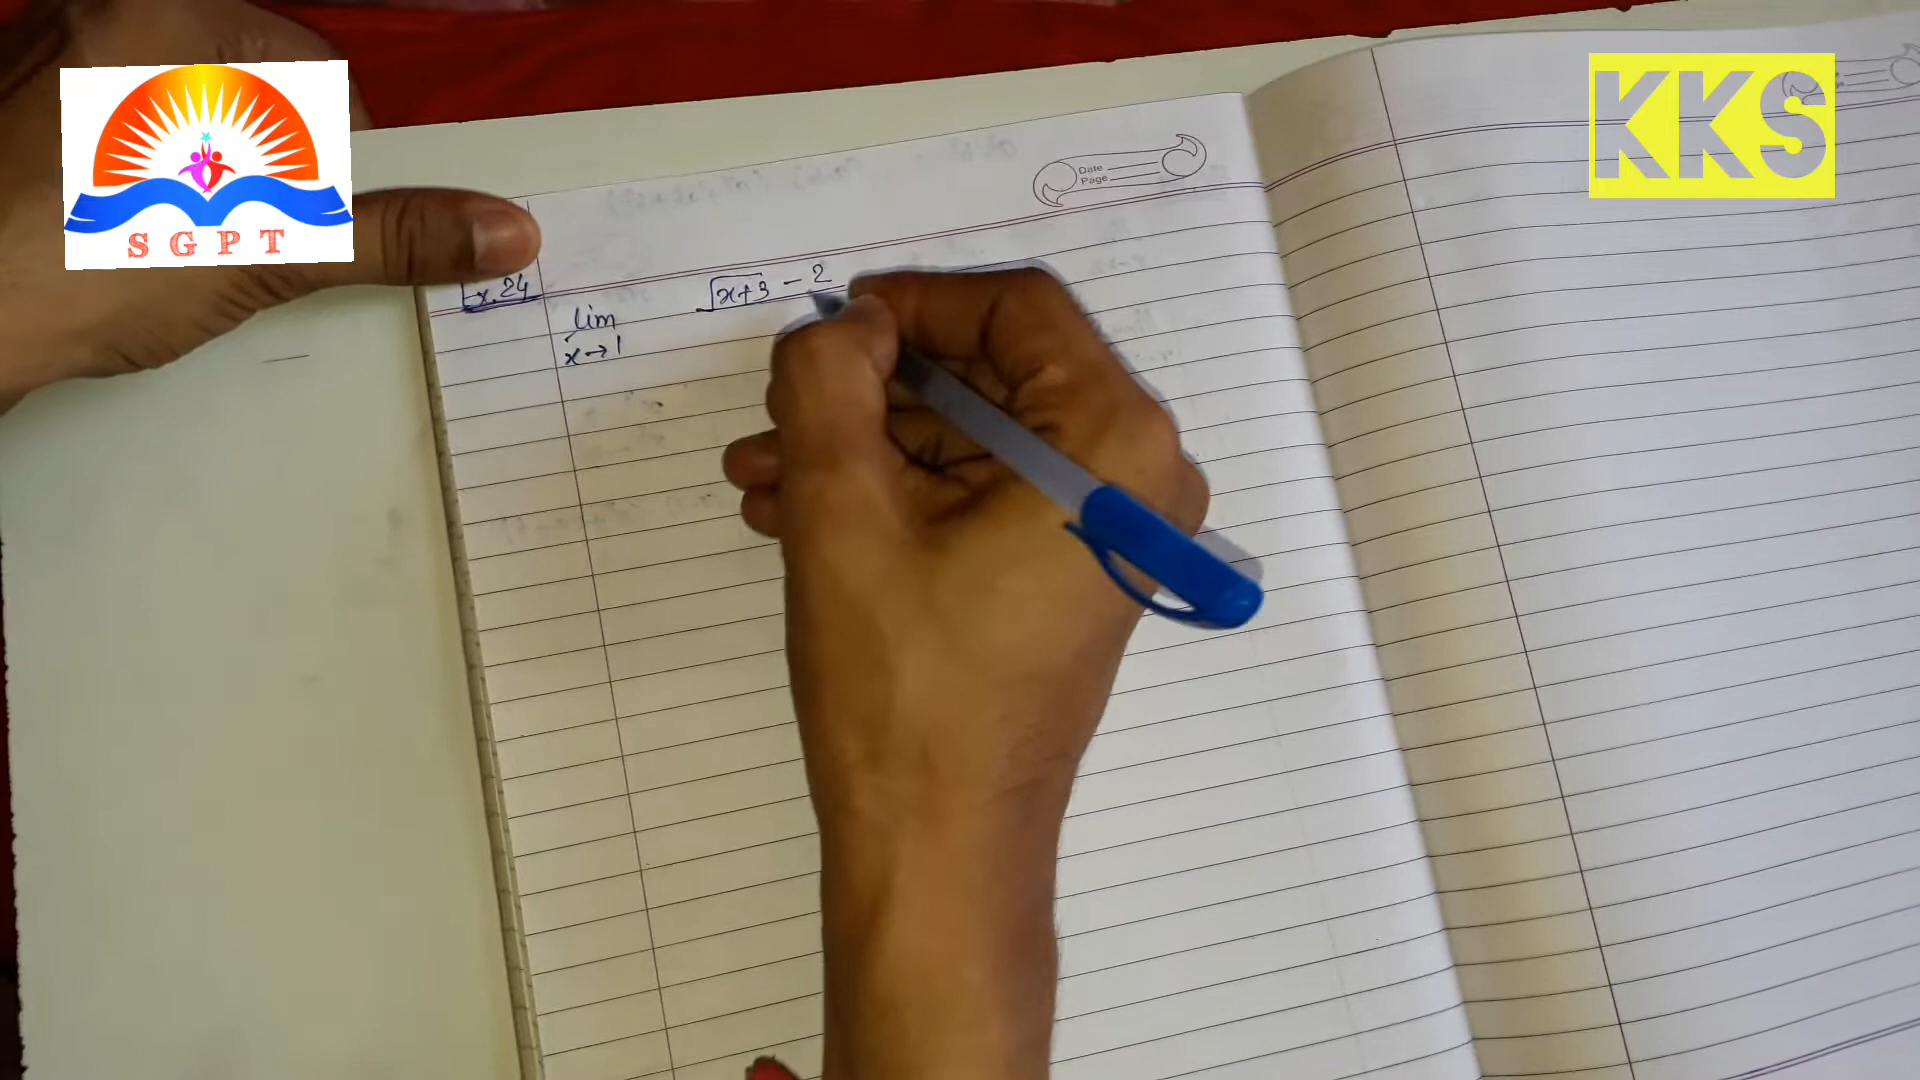 SGPT
KKS
Date
Page
Ex.24
lim √x+3 - 2
x→1